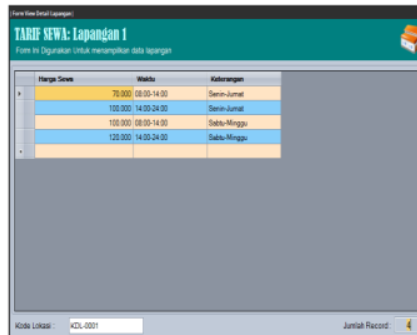 [Form View Detail Lapangan]
TARIF SEWA: Lapangan 1
Form Ini Digunakan Untuk menampilkan data lapangan
Harga Sewa Waktu Keterangan
70.000 08:00-14:00 Senin-Jumat
100.000 14:00-24:00 Senin-Jumat
100.000 08:00-14:00 Sabtu-Minggu
120.000 14:00-24:00 Sabtu-Minggu
Kode Lokasi : KDL-0001 Jumlah Record: 4